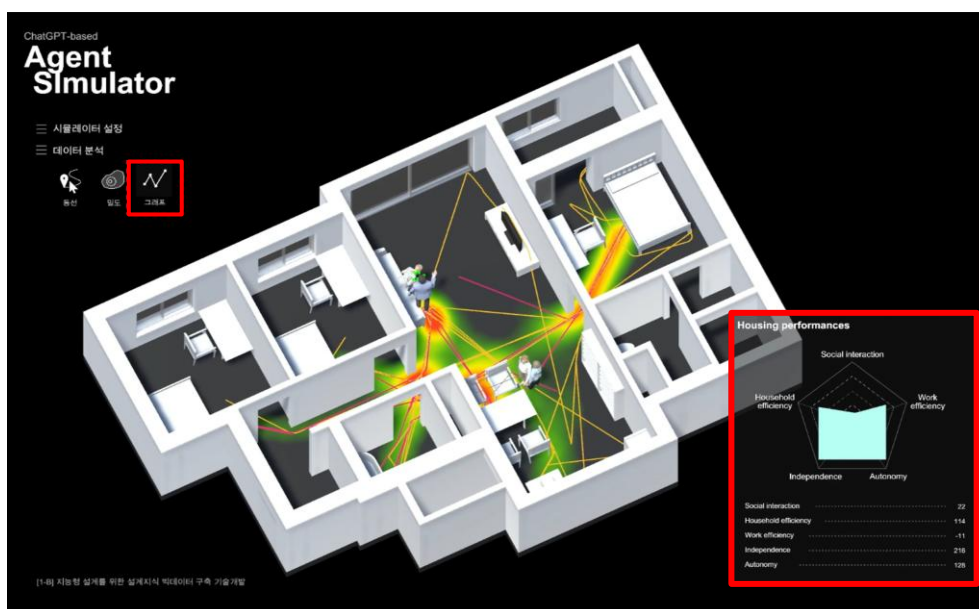 ChatGPT-based
Agent
SImulator
시뮬레이터 설정
데이터 분석
동선 밀도 그래프
Housing performances
Social interaction
Household efficiency
Work efficiency
Independence
Autonomy
Social interaction 22
Household efficiency 114
Work efficiency -11
Independence 218
Autonomy 128
[1-B] 지능형 설계를 위한 설계지식 빅데이터 구축 기술개발